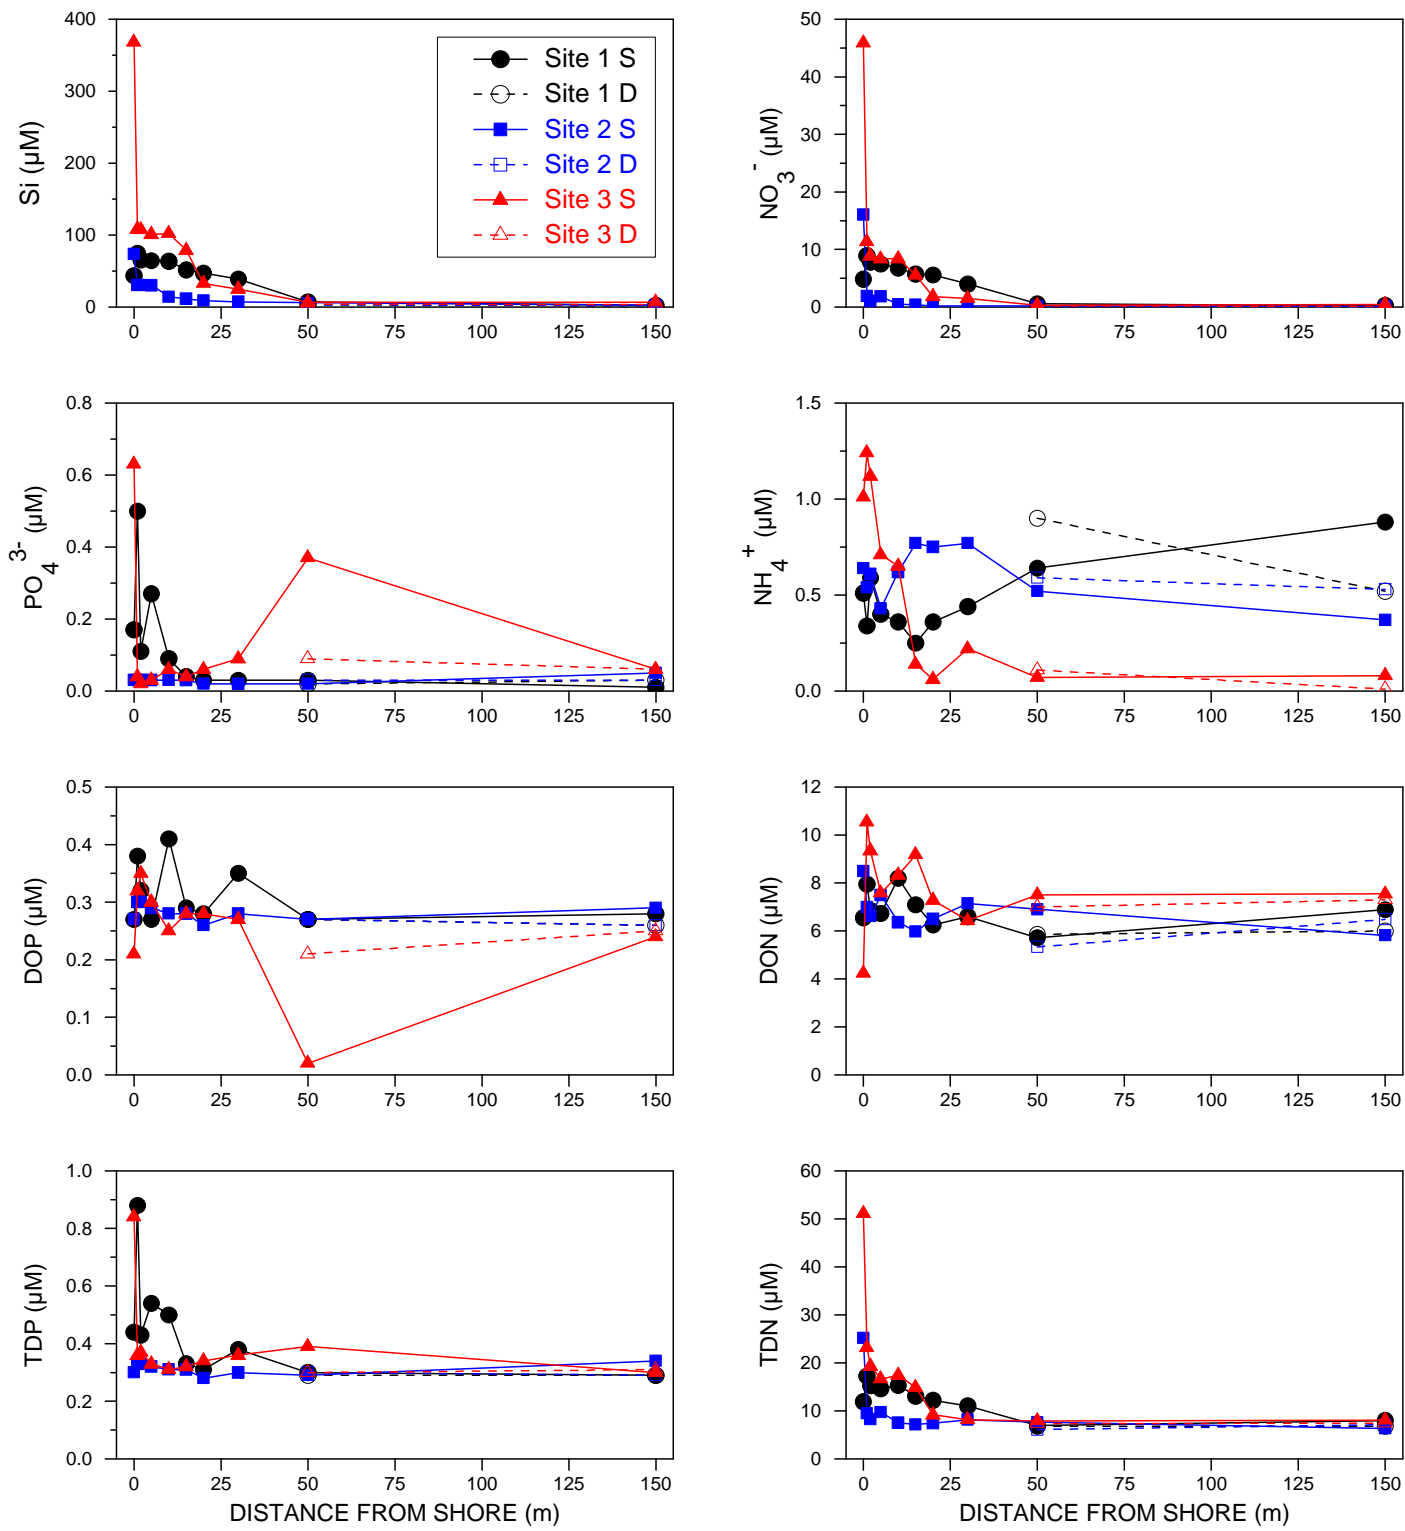 400
300
200
100
0
Si (µM)
0 25 50 75 100 125 150
Site 1 S
Site 1 D
Site 2 S
Site 2 D
Site 3 S
Site 3 D
50
40
30
20
10
0
NO3- (µM)
0 25 50 75 100 125 150
0.8
0.6
0.4
0.2
0.0
PO43- (µM)
0 25 50 75 100 125 150
1.5
1.0
0.5
0.0
NH4+ (µM)
0 25 50 75 100 125 150
0.5
0.4
0.3
0.2
0.1
0.0
DOP (µM)
0 25 50 75 100 125 150
12
10
8
6
4
2
0
DON (µM)
0 25 50 75 100 125 150
1.0
0.8
0.6
0.4
0.2
0.0
TDP (µM)
0 25 50 75 100 125 150
DISTANCE FROM SHORE (m)
60
50
40
30
20
10
0
TDN (µM)
0 25 50 75 100 125 150
DISTANCE FROM SHORE (m)